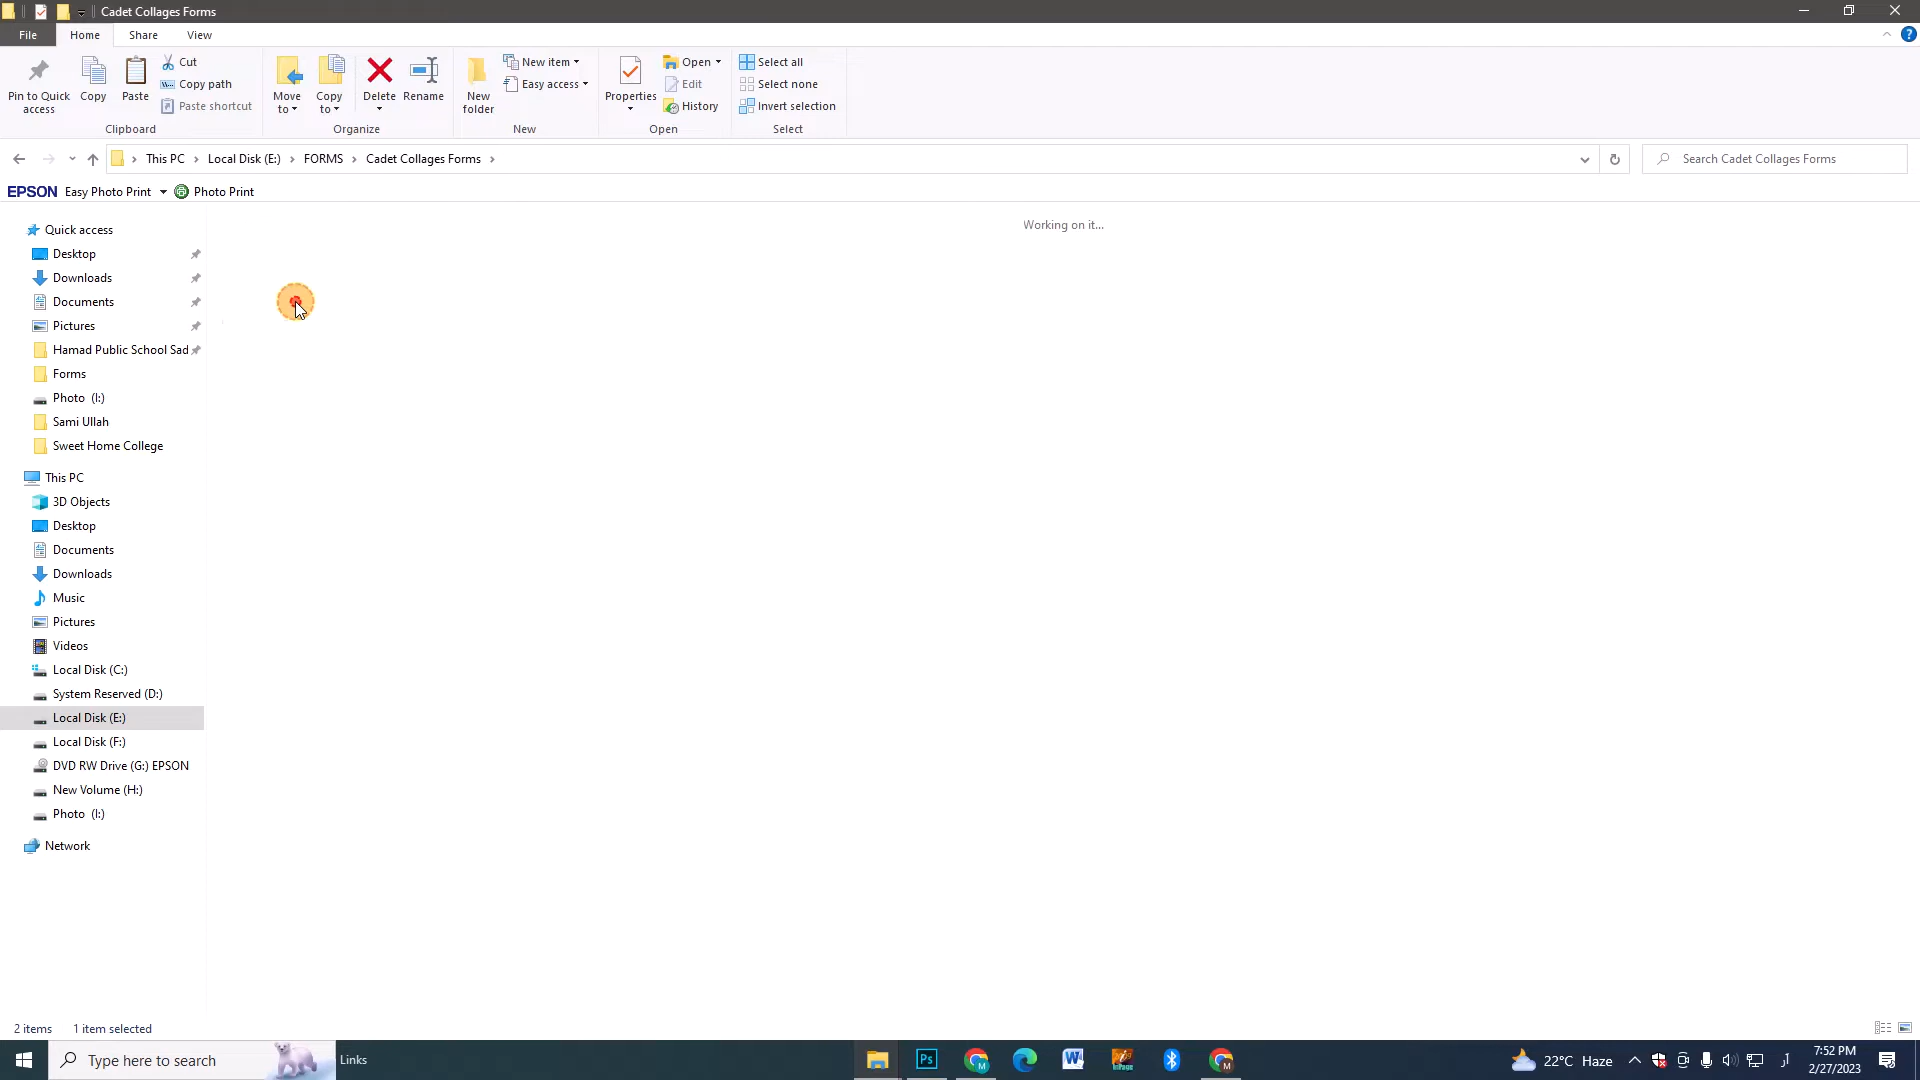 Cadet Collages Forms
File Home Share View
Pin to Quick access
Copy
Paste
Cut
Copy path
Paste shortcut
Clipboard
Move to
Copy to
Delete
Rename
Organize
New folder
New item
Easy access
New
Properties
Open
Edit
History
Open
Select all
Select none
Invert selection
Select
This PC > Local Disk (E:) > FORMS > Cadet Collages Forms >
Search Cadet Collages Forms
EPSON Easy Photo Print Photo Print
Working on it...
Quick access
Desktop
Downloads
Documents
Pictures
Hamad Public School Sad
Forms
Photo (I:)
Sami Ullah
Sweet Home College
This PC
3D Objects
Desktop
Documents
Downloads
Music
Pictures
Videos
Local Disk (C:)
System Reserved (D:)
Local Disk (E:)
Local Disk (F:)
DVD RW Drive (G:) EPSON
New Volume (H:)
Photo (I:)
Network
2 items 1 item selected
Type here to search
Links
Ps
22°C Haze
7:52 PM
2/27/2023